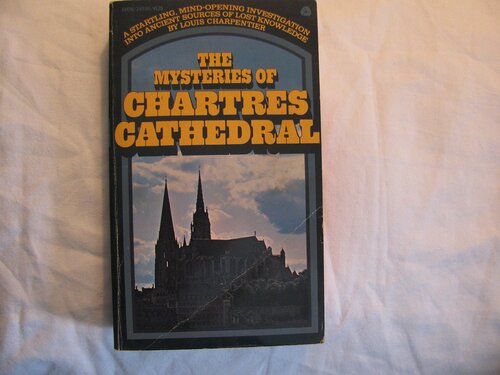 A STARTLING, MIND-OPENING INVESTIGATION
INTO ANCIENT SOURCES OF LOST KNOWLEDGE
BY LOUIS CHARPENTIER
THE
MYSTERIES OF
CHARTRES
CATHEDRAL